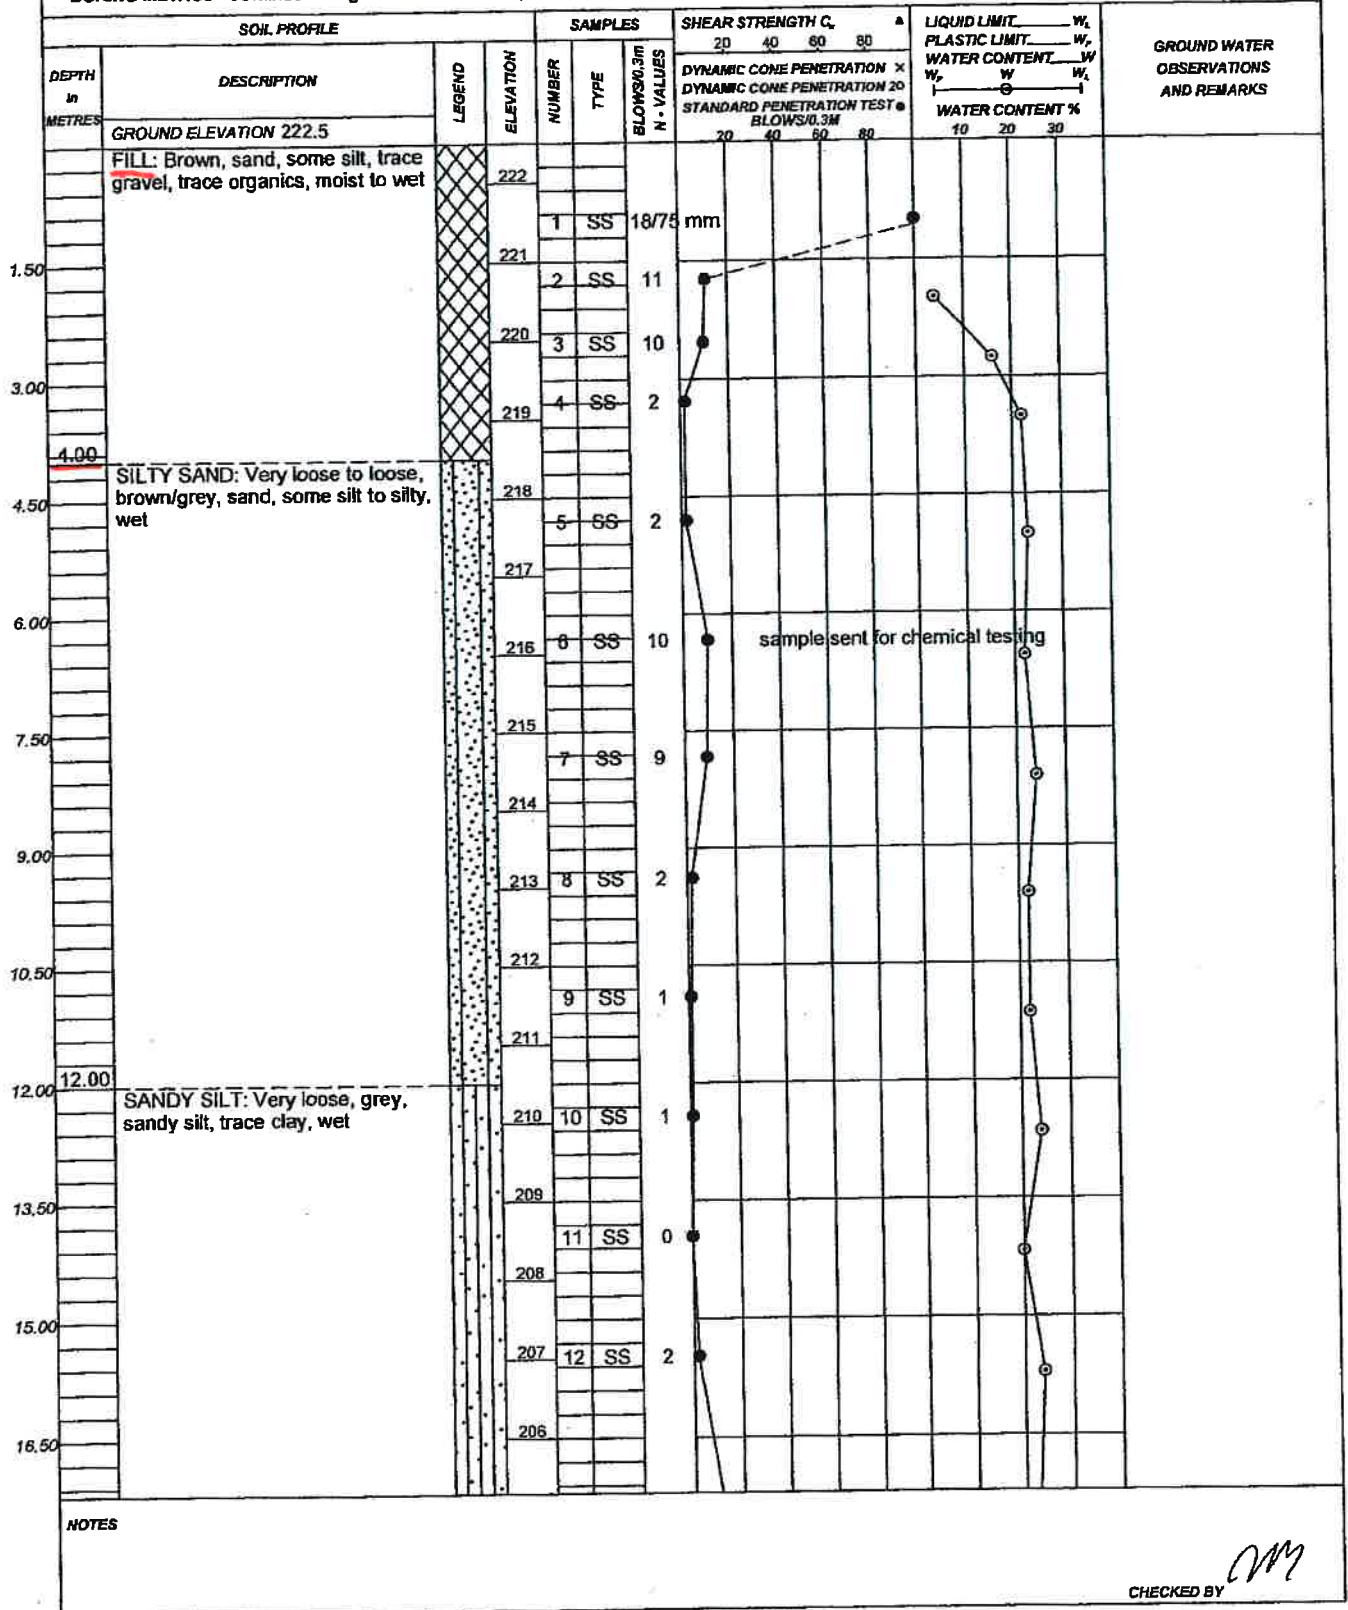 SOIL PROFILE
SAMPLES
SHEAR STRENGTH Cu ▲
20 40 60 80
DYNAMIC CONE PENETRATION ×
DYNAMIC CONE PENETRATION 20
STANDARD PENETRATION TEST ●
BLOWS/0.3M
20 40 60 80
LIQUID LIMIT WL
PLASTIC LIMIT WP
WATER CONTENT W
WP W WL
WATER CONTENT %
10 20 30
GROUND WATER
OBSERVATIONS
AND REMARKS
DEPTH
in
METRES
DESCRIPTION
LEGEND
ELEVATION
NUMBER
TYPE
BLOWS/0.3m
N - VALUES
GROUND ELEVATION 222.5
FILL: Brown, sand, some silt, trace
gravel, trace organics, moist to wet
222
1 SS 18/75 mm
221
1.50
2 SS 11
220
3 SS 10
3.00
4 SS 2
219
4.00
SILTY SAND: Very loose to loose,
brown/grey, sand, some silt to silty,
wet
218
4.50
5 SS 2
217
6.00
6 SS 10 sample sent for chemical testing
216
215
7.50
7 SS 9
214
9.00
213 8 SS 2
212
10.50
9 SS 1
211
12.00 12.00
SANDY SILT: Very loose, grey,
sandy silt, trace clay, wet
210 10 SS 1
209
13.50
11 SS 0
208
15.00
207 12 SS 2
206
16.50
NOTES
CHECKED BY